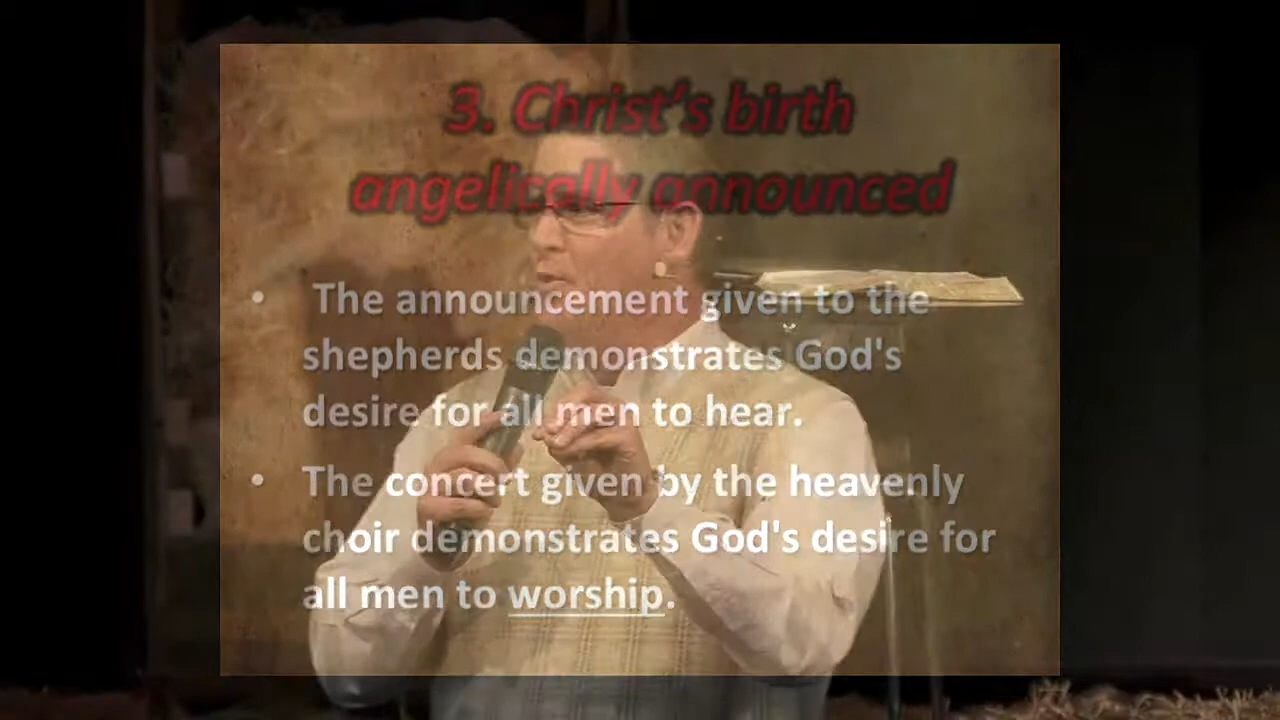 3. Christ's birth
angelically announced
• The announcement given to the
shepherds demonstrates God's
desire for all men to hear.
• The concert given by the heavenly
choir demonstrates God's desire for
all men to worship.